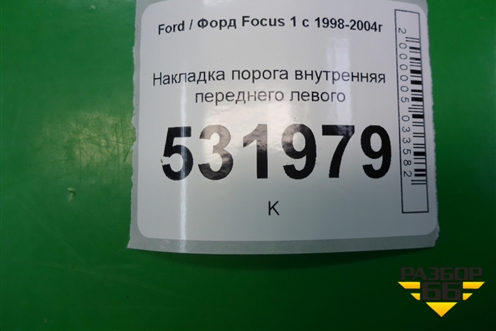 Ford / Форд Focus 1 с 1998-2004г
Накладка порога внутренняя
переднего левого
531979
К
2000005033582
РАЗБОР
66